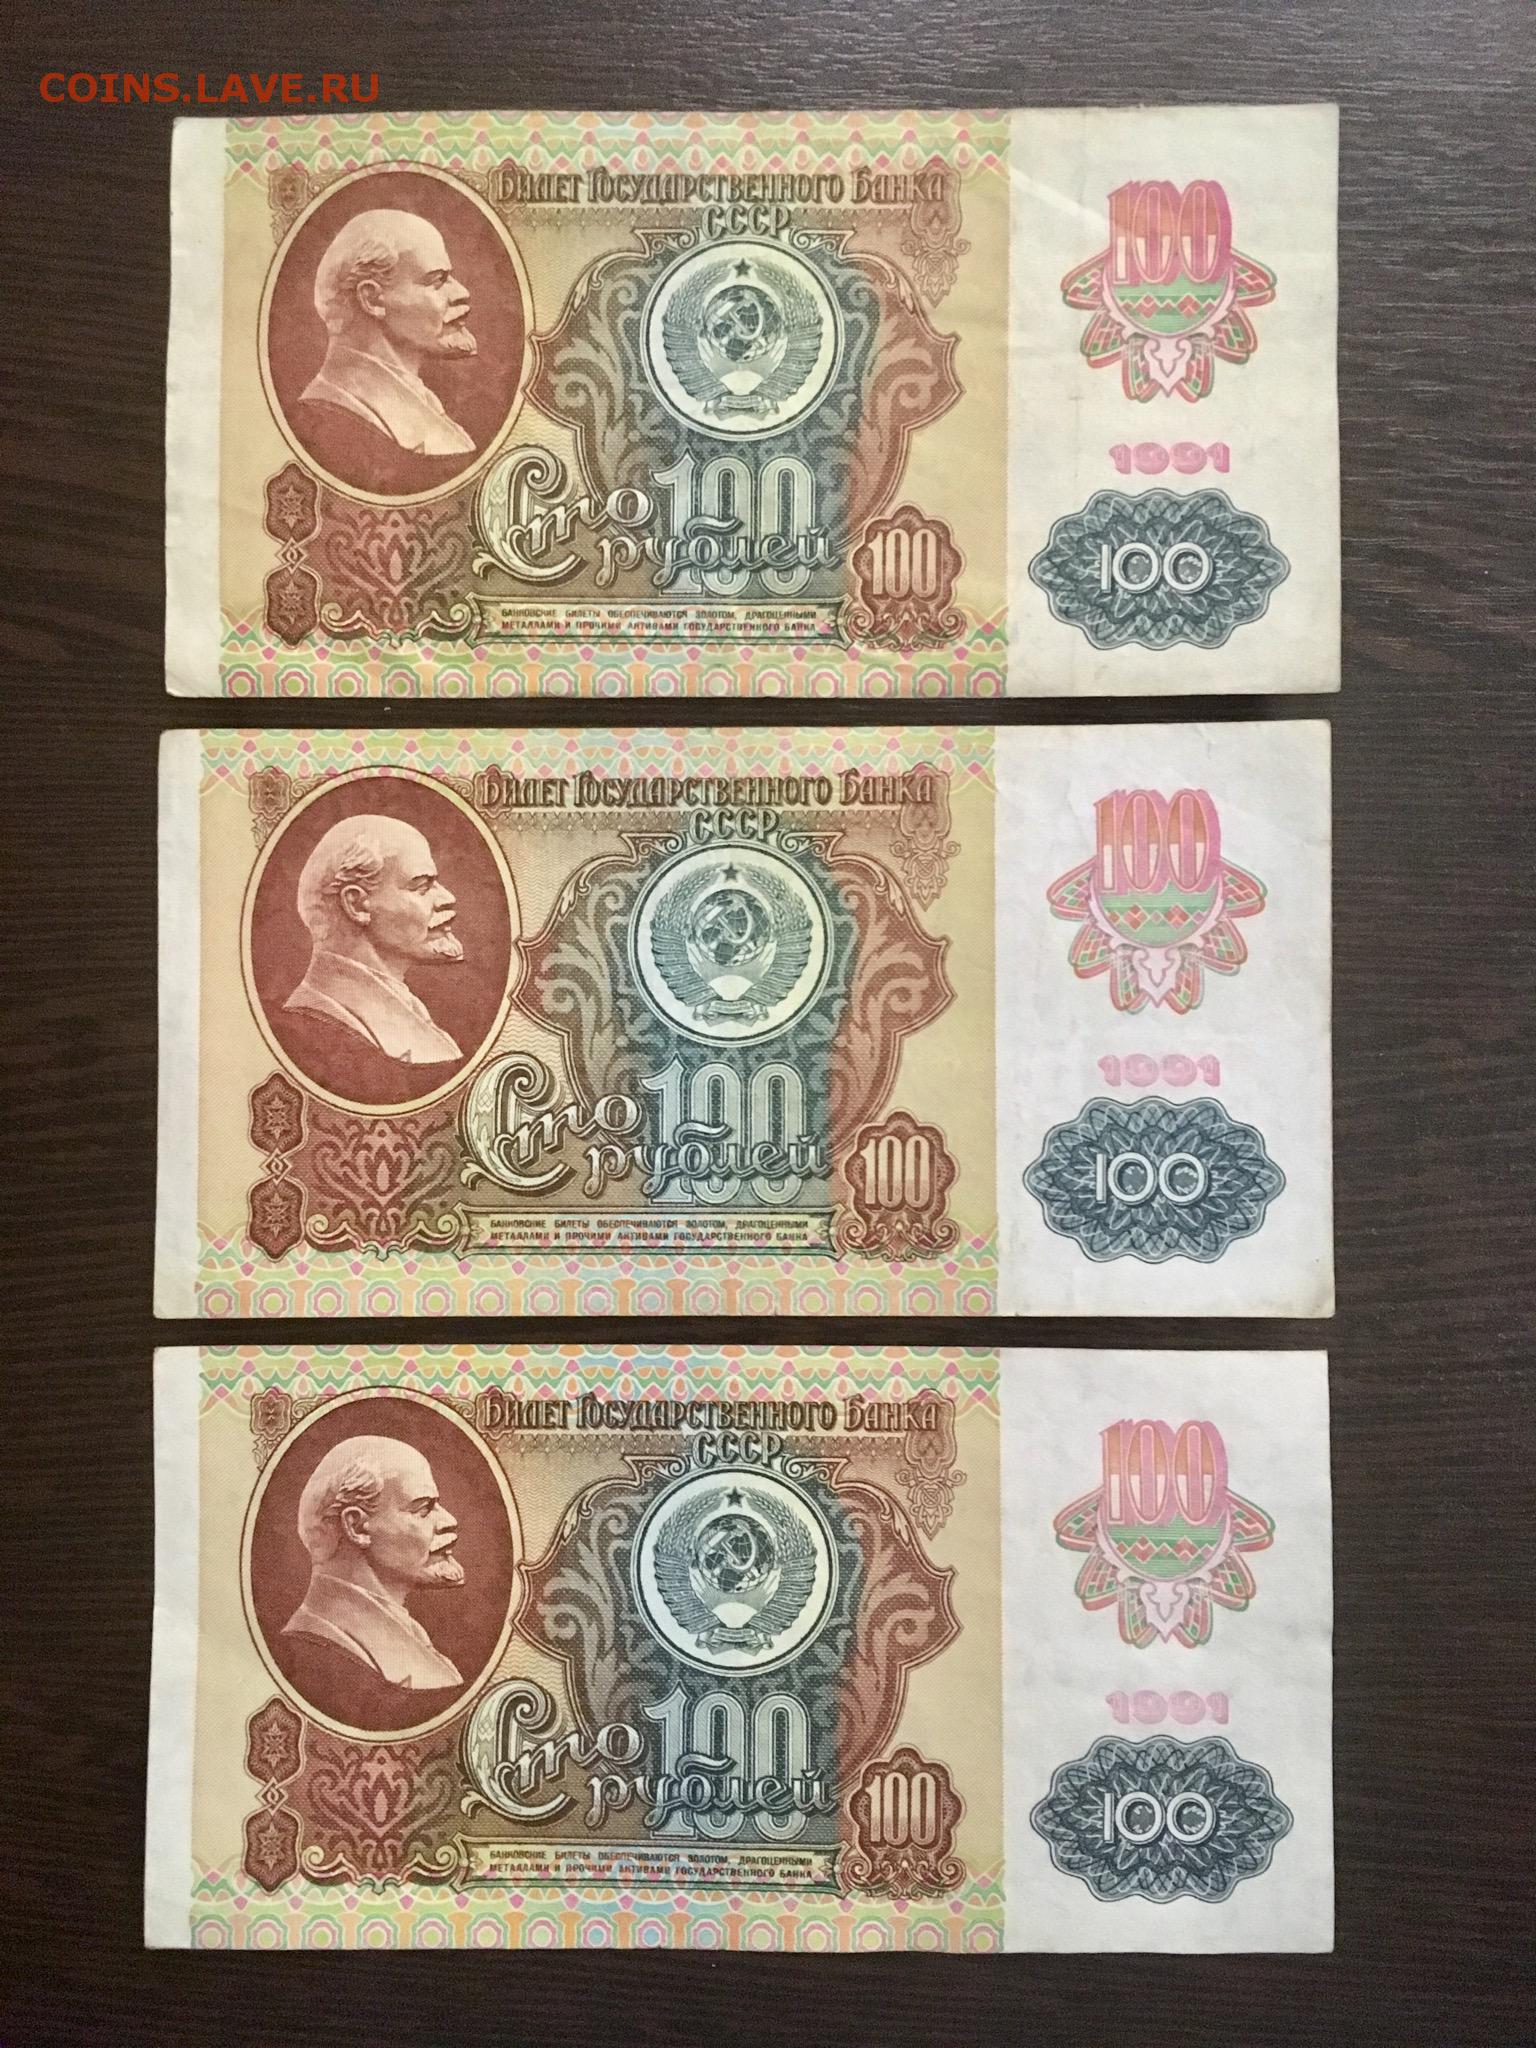 COINS.LAVE.RU
Билет Государственного Банка
СССР
100
1991
Сто
100
рублей
100
100
100
БАНКОВСКИЕ БИЛЕТЫ ОБЕСПЕЧИВАЮТСЯ ЗОЛОТОМ, ДРАГОЦЕННЫМИ
МЕТАЛЛАМИ И ПРОЧИМИ АКТИВАМИ ГОСУДАРСТВЕННОГО БАНКА
Билет Государственного Банка
СССР
100
1991
Сто
100
рублей
100
100
100
БАНКОВСКИЕ БИЛЕТЫ ОБЕСПЕЧИВАЮТСЯ ЗОЛОТОМ, ДРАГОЦЕННЫМИ
МЕТАЛЛАМИ И ПРОЧИМИ АКТИВАМИ ГОСУДАРСТВЕННОГО БАНКА
Билет Государственного Банка
СССР
100
1991
Сто
100
рублей
100
100
100
БАНКОВСКИЕ БИЛЕТЫ ОБЕСПЕЧИВАЮТСЯ ЗОЛОТОМ, ДРАГОЦЕННЫМИ
МЕТАЛЛАМИ И ПРОЧИМИ АКТИВАМИ ГОСУДАРСТВЕННОГО БАНКА